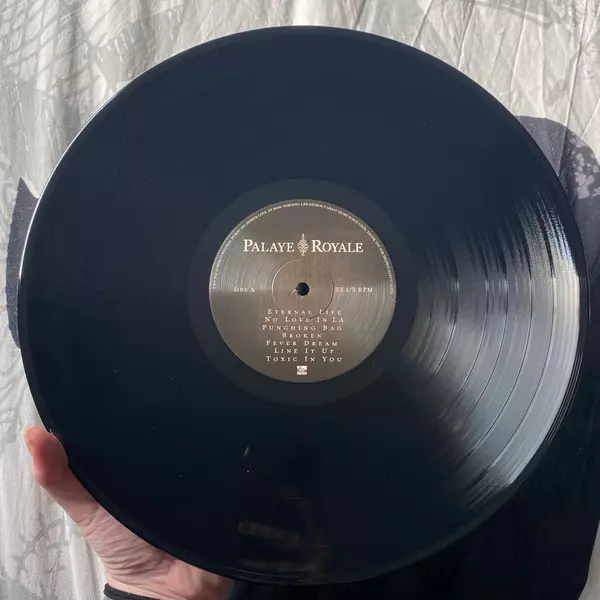 PALAYE ROYALE
SIDE A
33 1/3 RPM
ETERNAL LIFE
NO LOVE IN LA
PUNCHING BAG
BROKEN
FEVER DREAM
LINE IT UP
TOXIC IN YOU